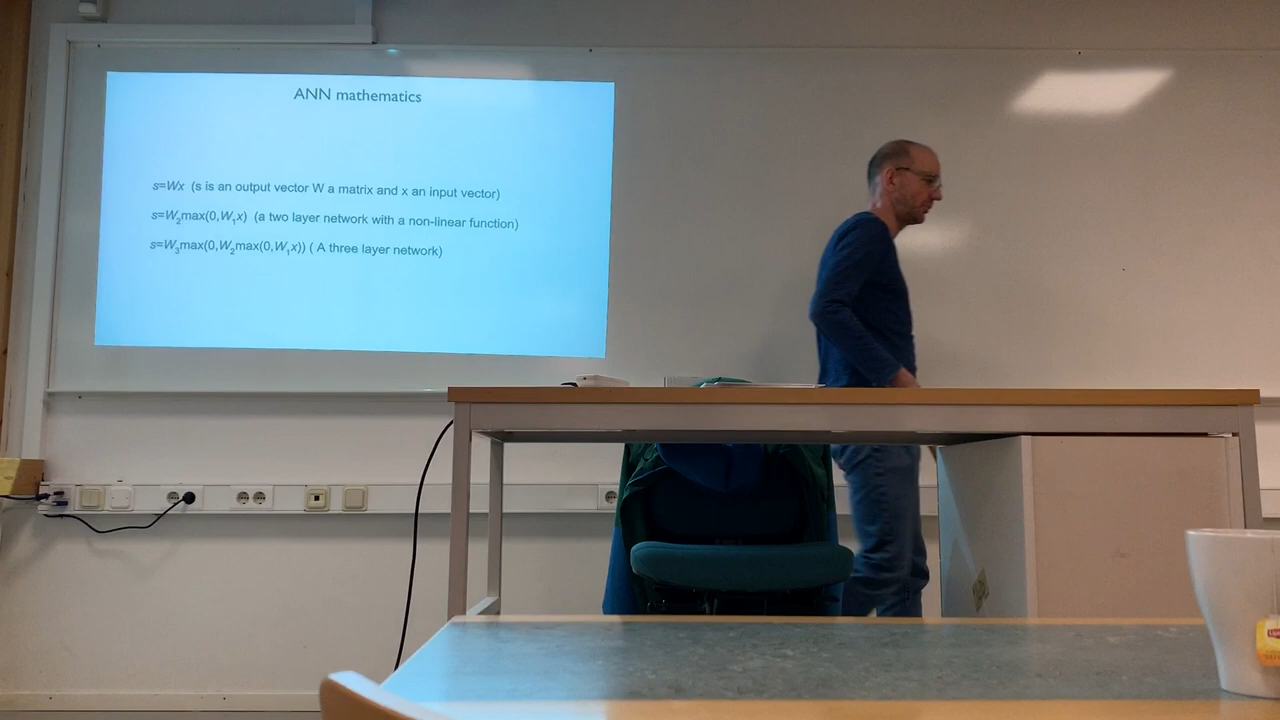 ANN mathematics
s=Wx (s is an output vector W a matrix and x an input vector)
s=W₂max(0,W₁x) (a two layer network with a non-linear function)
s=W₃max(0,W₂max(0,W₁x)) ( A three layer network)